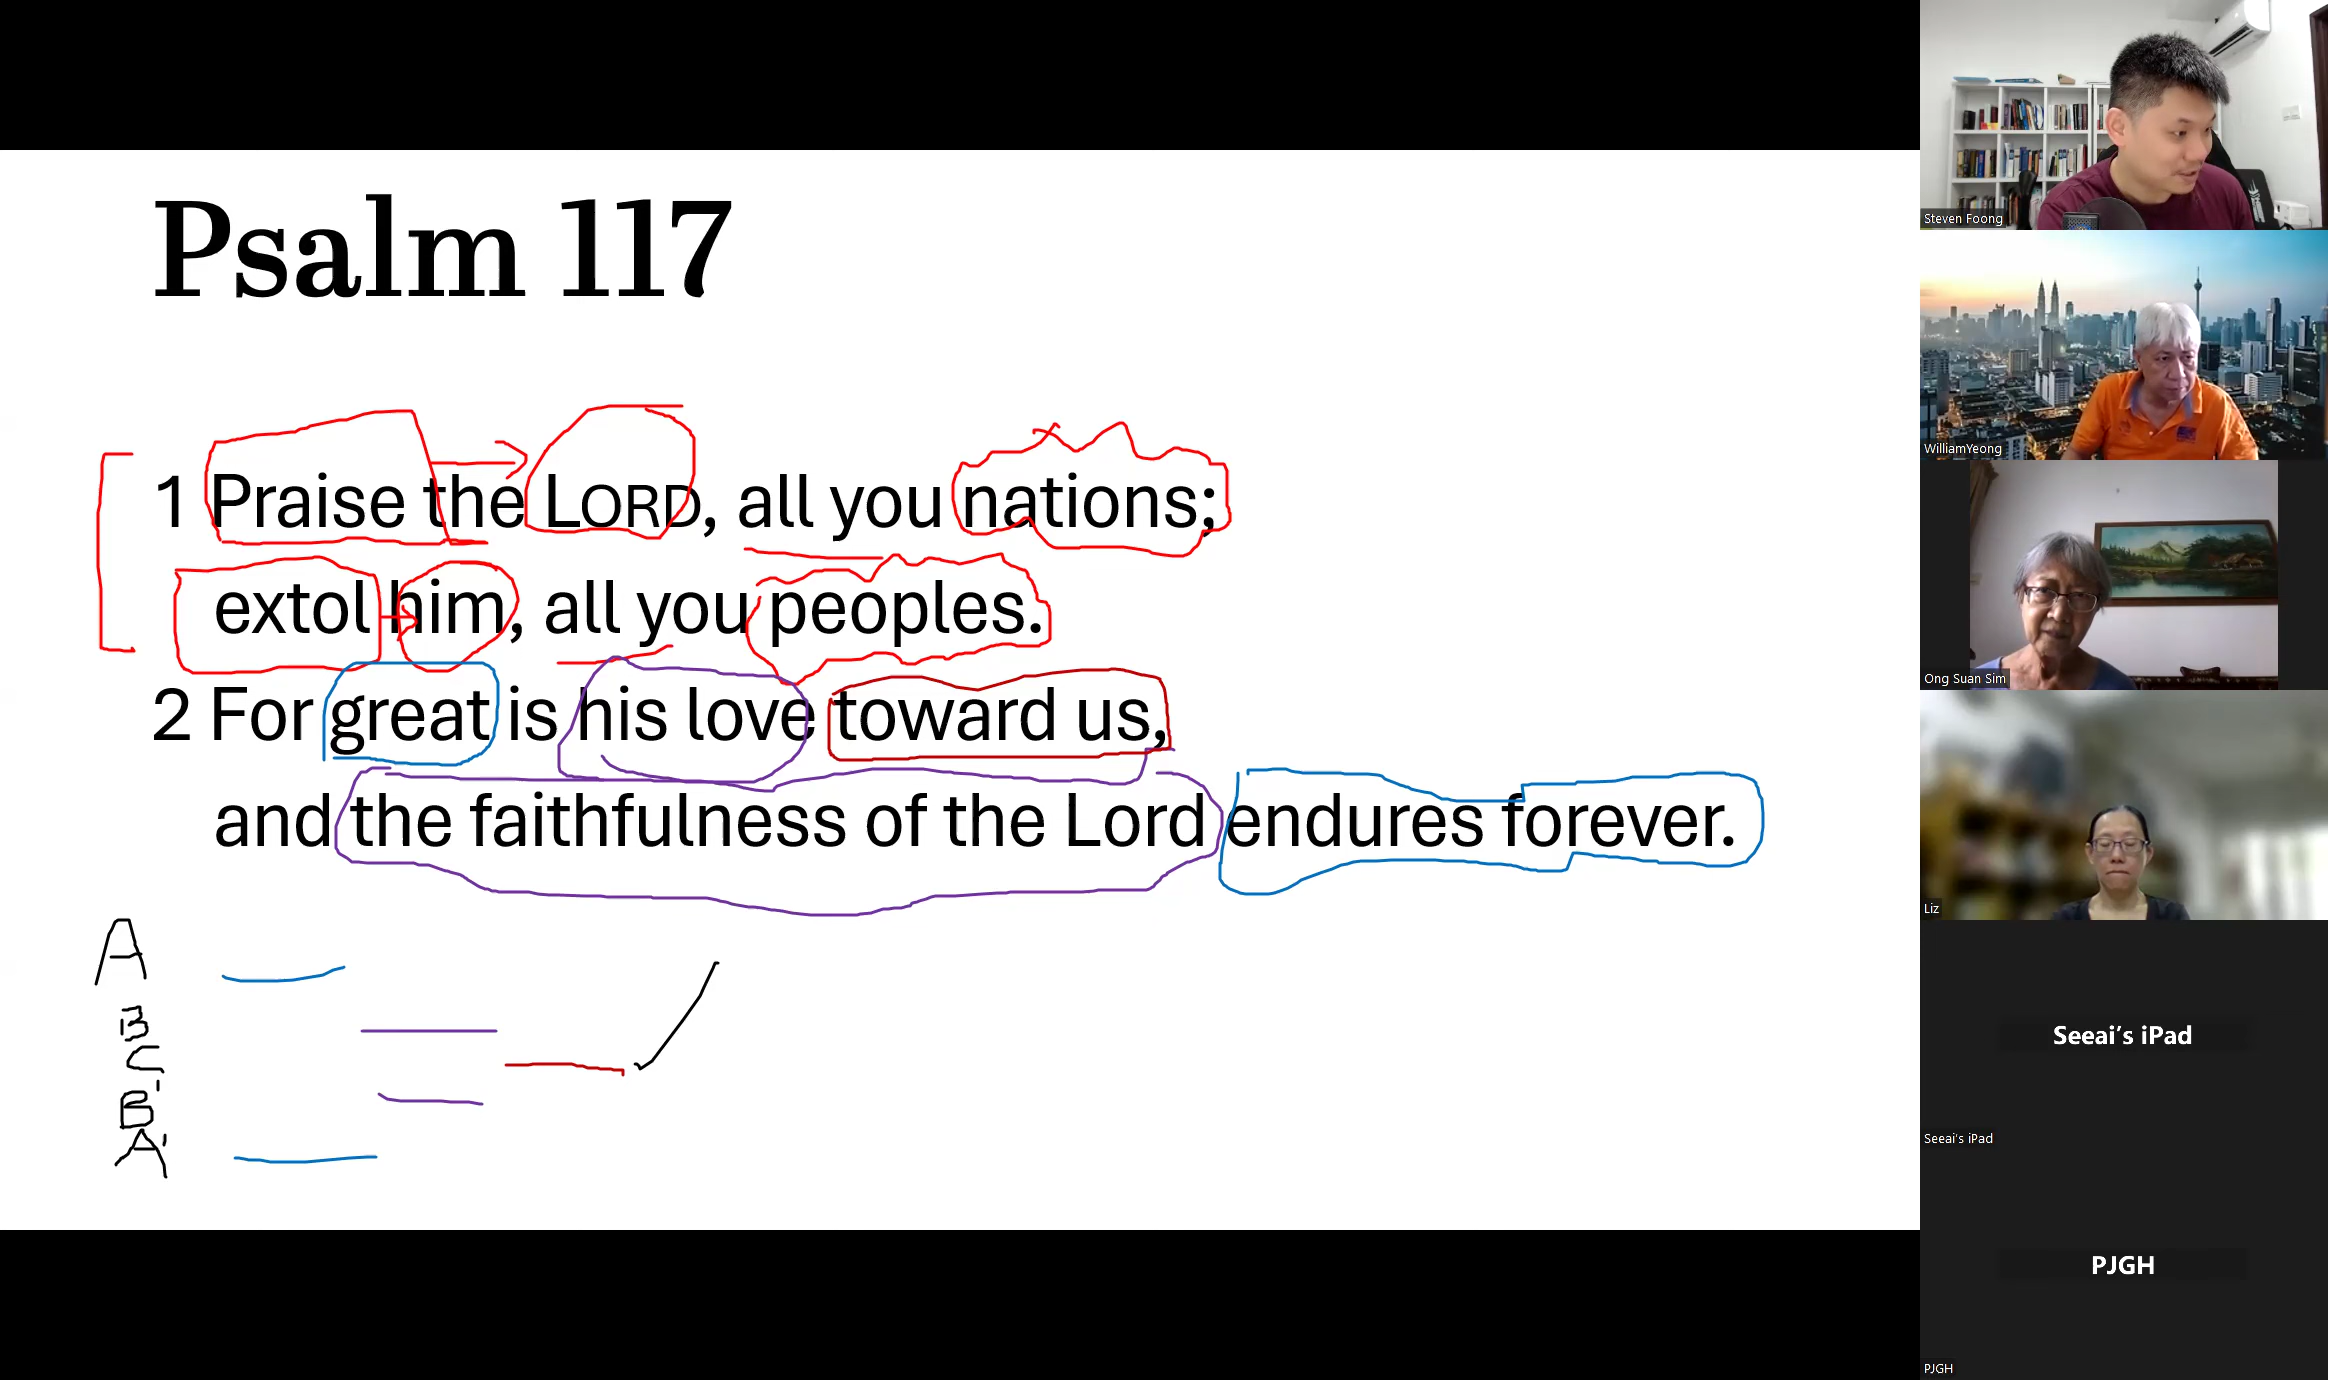 Psalm 117
1 Praise the LORD, all you nations;
extol him, all you peoples.
2 For great is his love toward us,
and the faithfulness of the Lord endures forever.
A
B
C
B'
A'
Steven Foong
WilliamYeong
Ong Suan Sim
Liz
Seeai's iPad
Seeai's iPad
PJGH
PJGH